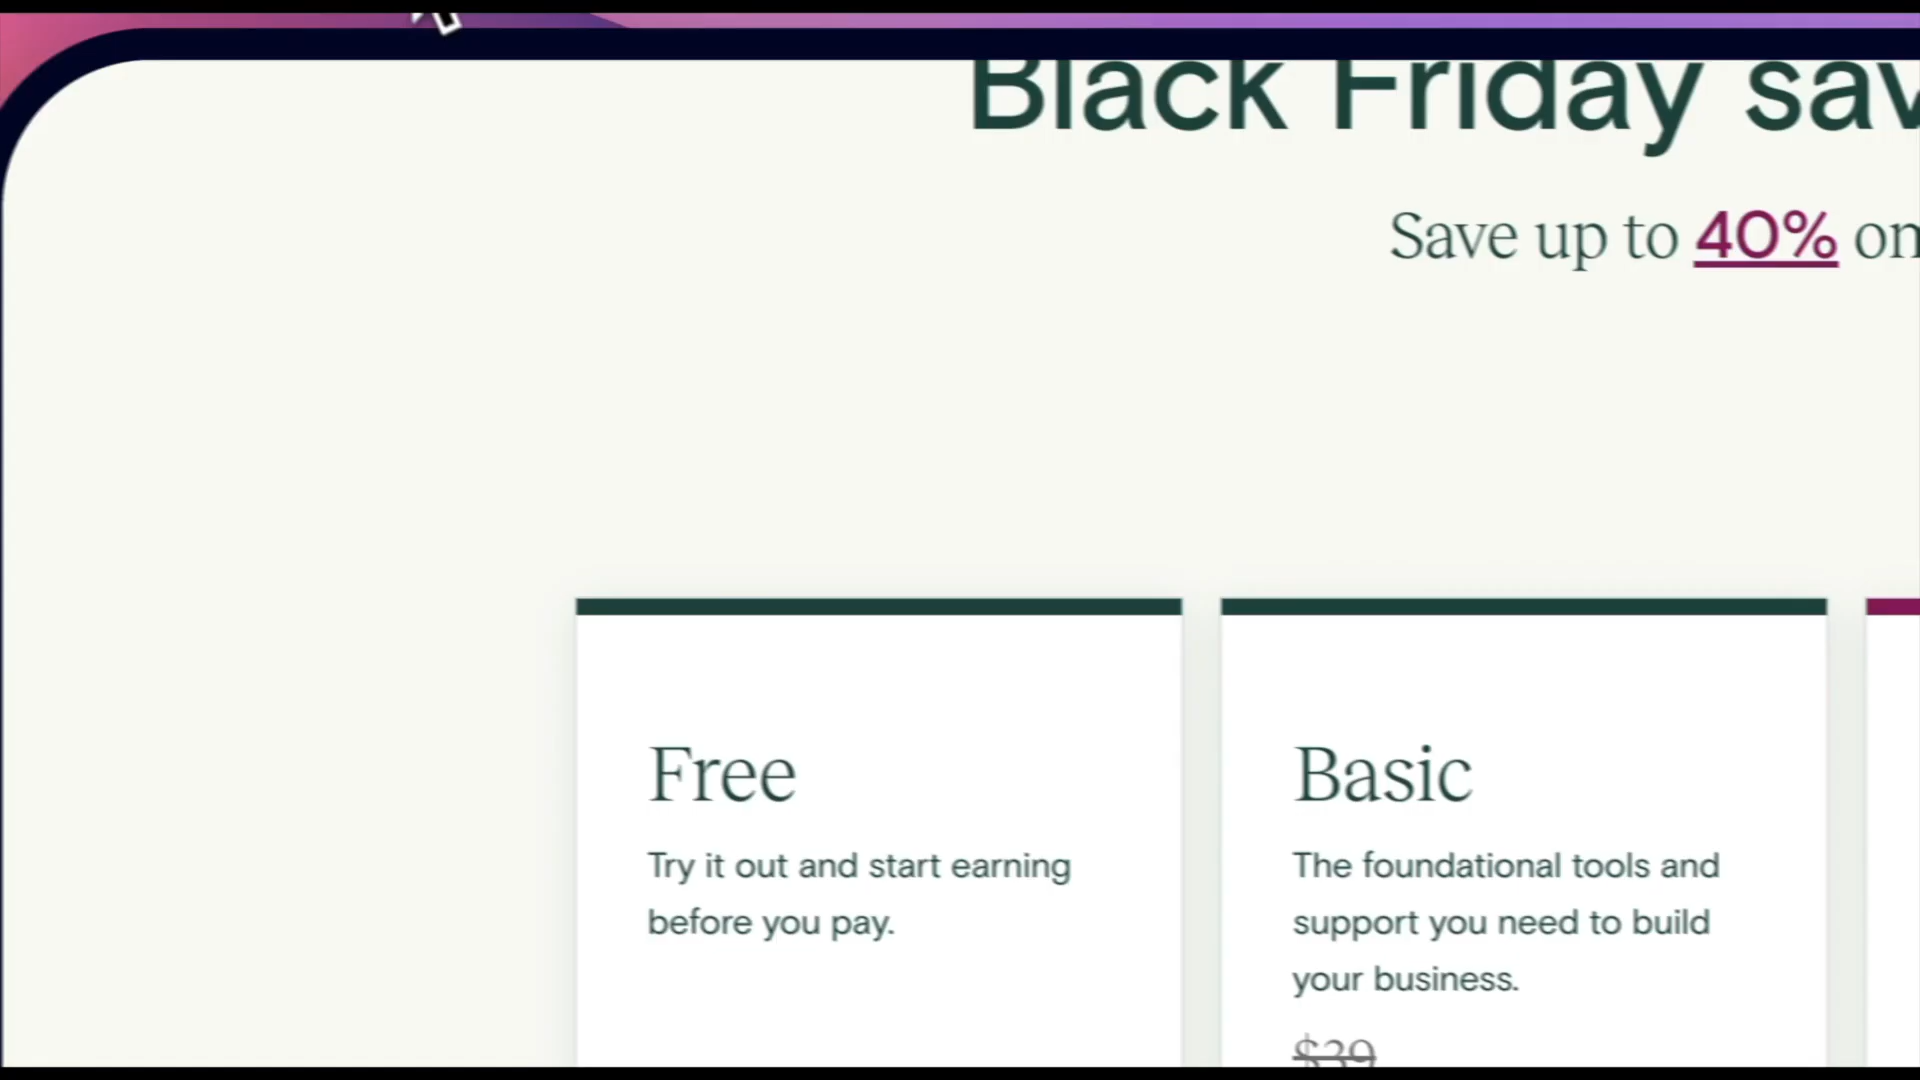 Black Friday sav
Save up to 40% on
Free
Try it out and start earning
before you pay.
Basic
The foundational tools and
support you need to build
your business.
$39